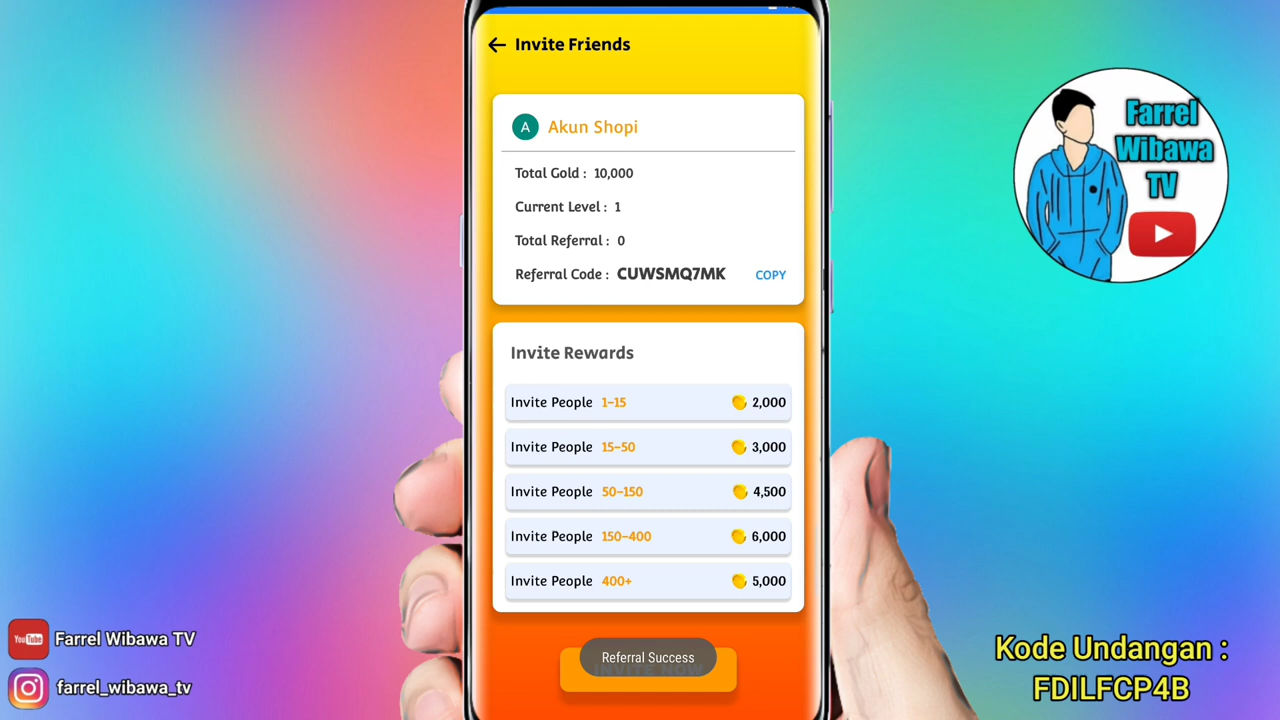 Invite Friends
A Akun Shopi
Total Gold : 10,000
Current Level : 1
Total Referral : 0
Referral Code : CUWSMQ7MK COPY
Invite Rewards
Invite People 1-15 2,000
Invite People 15-50 3,000
Invite People 50-150 4,500
Invite People 150-400 6,000
Invite People 400+ 5,000
Referral Success
Farrel
Wibawa
TV
YouTube Farrel Wibawa TV
farrel_wibawa_tv
Kode Undangan :
FDILFCP4B